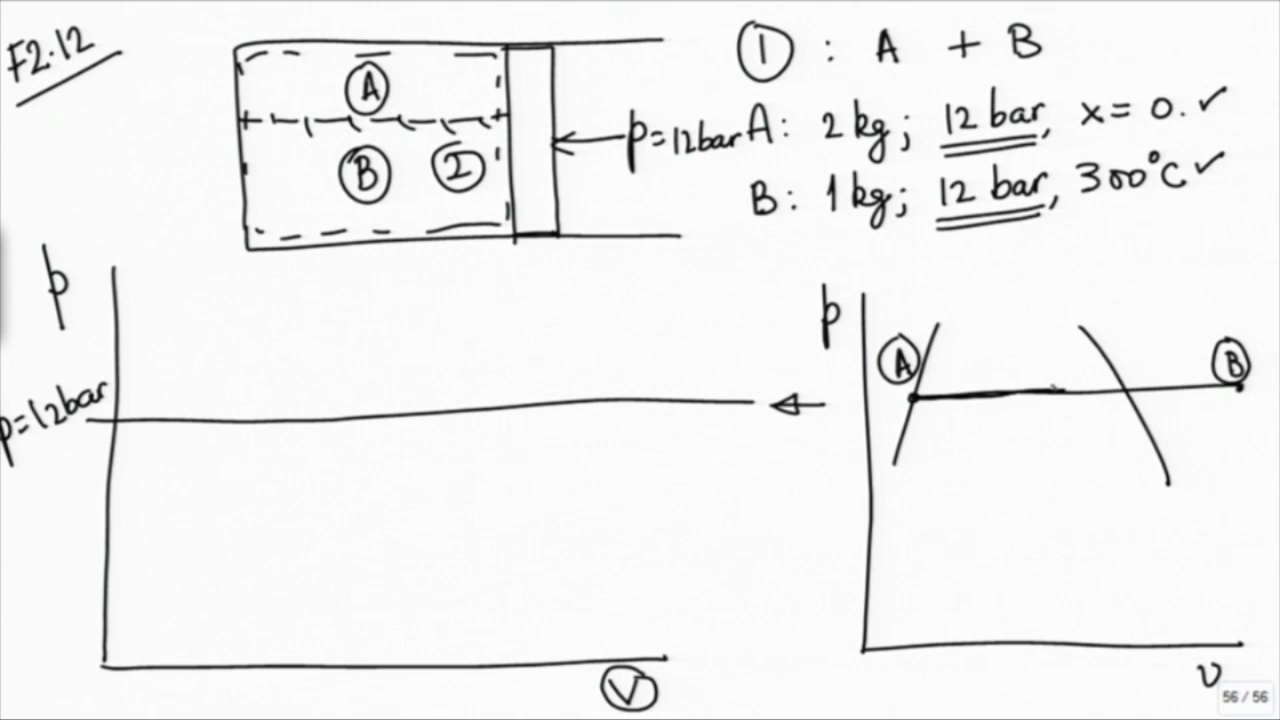 F2.12
① : A + B
Ⓐ
p=12bar
A: 2 kg; 12 bar, x=0. ✓
Ⓑ
B: 1 kg; 12 bar, 300°C ✓
p
p=12bar
V
p
Ⓐ
Ⓑ
v
56 / 56